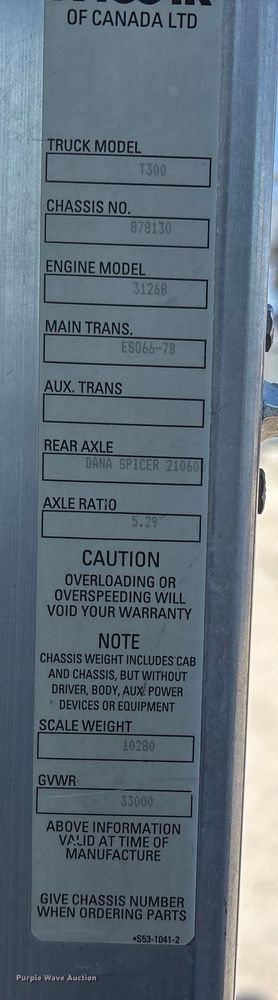 OF CANADA LTD
TRUCK MODEL
T300
CHASSIS NO.
878130
ENGINE MODEL
3126B
MAIN TRANS.
ESO66-7B
AUX. TRANS
REAR AXLE
DANA SPICER 21060
AXLE RATIO
5.29
CAUTION
OVERLOADING OR
OVERSPEEDING WILL
VOID YOUR WARRANTY
NOTE
CHASSIS WEIGHT INCLUDES CAB
AND CHASSIS, BUT WITHOUT
DRIVER, BODY, AUX. POWER
DEVICES OR EQUIPMENT
SCALE WEIGHT
10280
GVWR
33000
ABOVE INFORMATION
VALID AT TIME OF
MANUFACTURE
GIVE CHASSIS NUMBER
WHEN ORDERING PARTS
*S53-1041-2
Purple Wave Auction